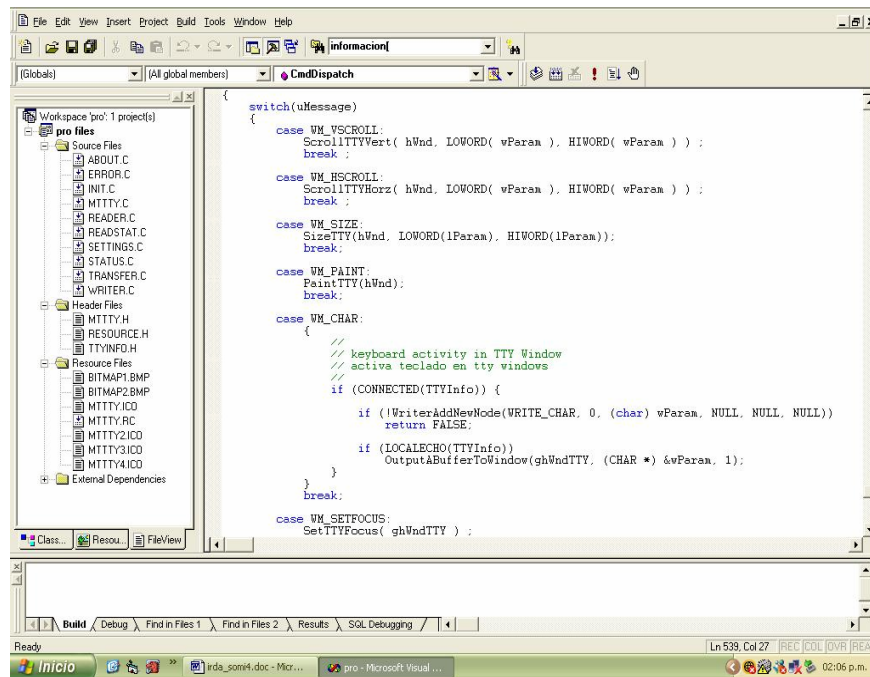 File Edit View Insert Project Build Tools Window Help
informacion[
(Globals) (All global members) CmdDispatch
Workspace 'pro': 1 project(s)
pro files
Source Files
ABOUT.C
ERROR.C
INIT.C
MTTTY.C
READER.C
READSTAT.C
SETTINGS.C
STATUS.C
TRANSFER.C
WRITER.C
Header Files
MTTTY.H
RESOURCE.H
TTYINFO.H
Resource Files
BITMAP1.BMP
BITMAP2.BMP
MTTTY.ICO
MTTTY.RC
MTTTY2.ICO
MTTTY3.ICO
MTTTY4.ICO
External Dependencies
Class... Resou... FileView
{
switch(uMessage)
{
case WM_VSCROLL:
ScrollTTYVert( hWnd, LOWORD( wParam ), HIWORD( wParam ) ) ;
break ;
case WM_HSCROLL:
ScrollTTYHorz( hWnd, LOWORD( wParam ), HIWORD( wParam ) ) ;
break ;
case WM_SIZE:
SizeTTY(hWnd, LOWORD(lParam), HIWORD(lParam));
break;
case WM_PAINT:
PaintTTY(hWnd);
break;
case WM_CHAR:
{
//
// keyboard activity in TTY Window
// activa teclado en tty windows
//
if (CONNECTED(TTYInfo)) {
if (!WriterAddNewNode(WRITE_CHAR, 0, (char) wParam, NULL, NULL, NULL))
return FALSE;
if (LOCALECHO(TTYInfo))
OutputABufferToWindow(ghWndTTY, (CHAR *) &wParam, 1);
}
}
break;
case WM_SETFOCUS:
SetTTYFocus( ghWndTTY ) ;
Build Debug Find in Files 1 Find in Files 2 Results SQL Debugging
Ready Ln 539, Col 27 REC COL OVR REA
Inicio » irda_somi4.doc - Micr... pro - Microsoft Visual ... 02:06 p.m.